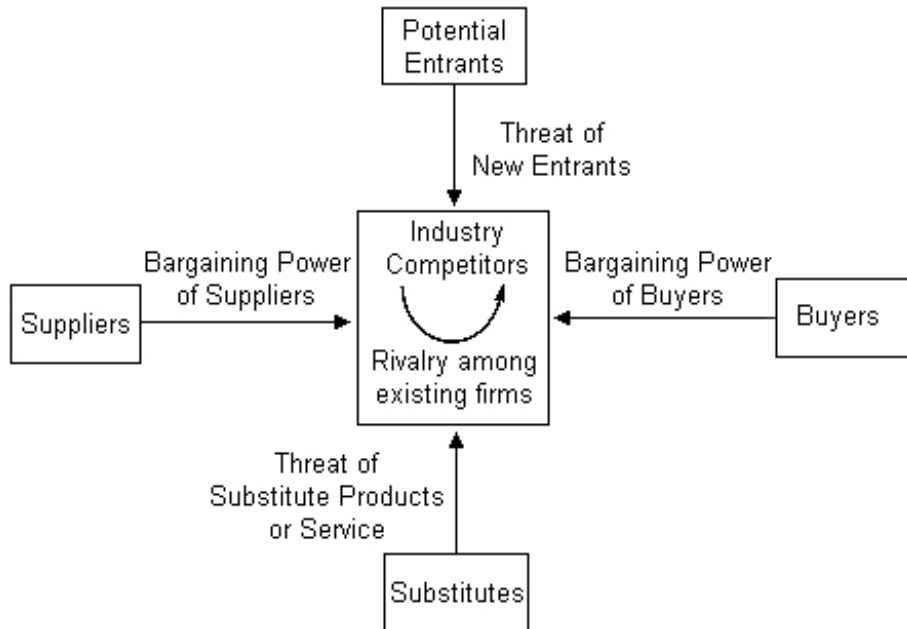 Potential
Entrants
Threat of
New Entrants
Industry
Competitors
Bargaining Power
of Suppliers
Bargaining Power
of Buyers
Suppliers
Buyers
Rivalry among
existing firms
Threat of
Substitute Products
or Service
Substitutes